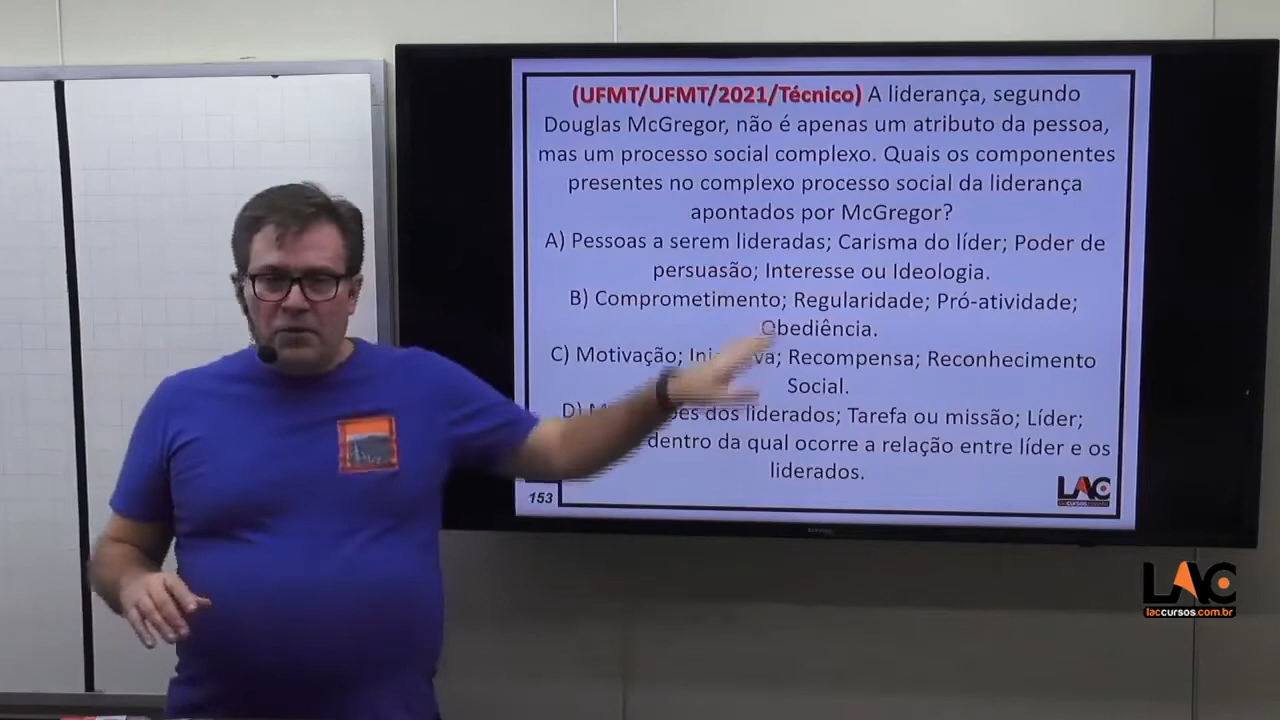 (UFMT/UFMT/2021/Técnico) A liderança, segundo
Douglas McGregor, não é apenas um atributo da pessoa,
mas um processo social complexo. Quais os componentes
presentes no complexo processo social da liderança
apontados por McGregor?
A) Pessoas a serem lideradas; Carisma do líder; Poder de
persuasão; Interesse ou Ideologia.
B) Comprometimento; Regularidade; Pró-atividade;
Obediência.
C) Motivação; Recompensa; Reconhecimento
Social.
D) dos liderados; Tarefa ou missão; Líder;
dentro da qual ocorre a relação entre líder e os
liderados.
153
LAC
LAC
laccursos.com.br